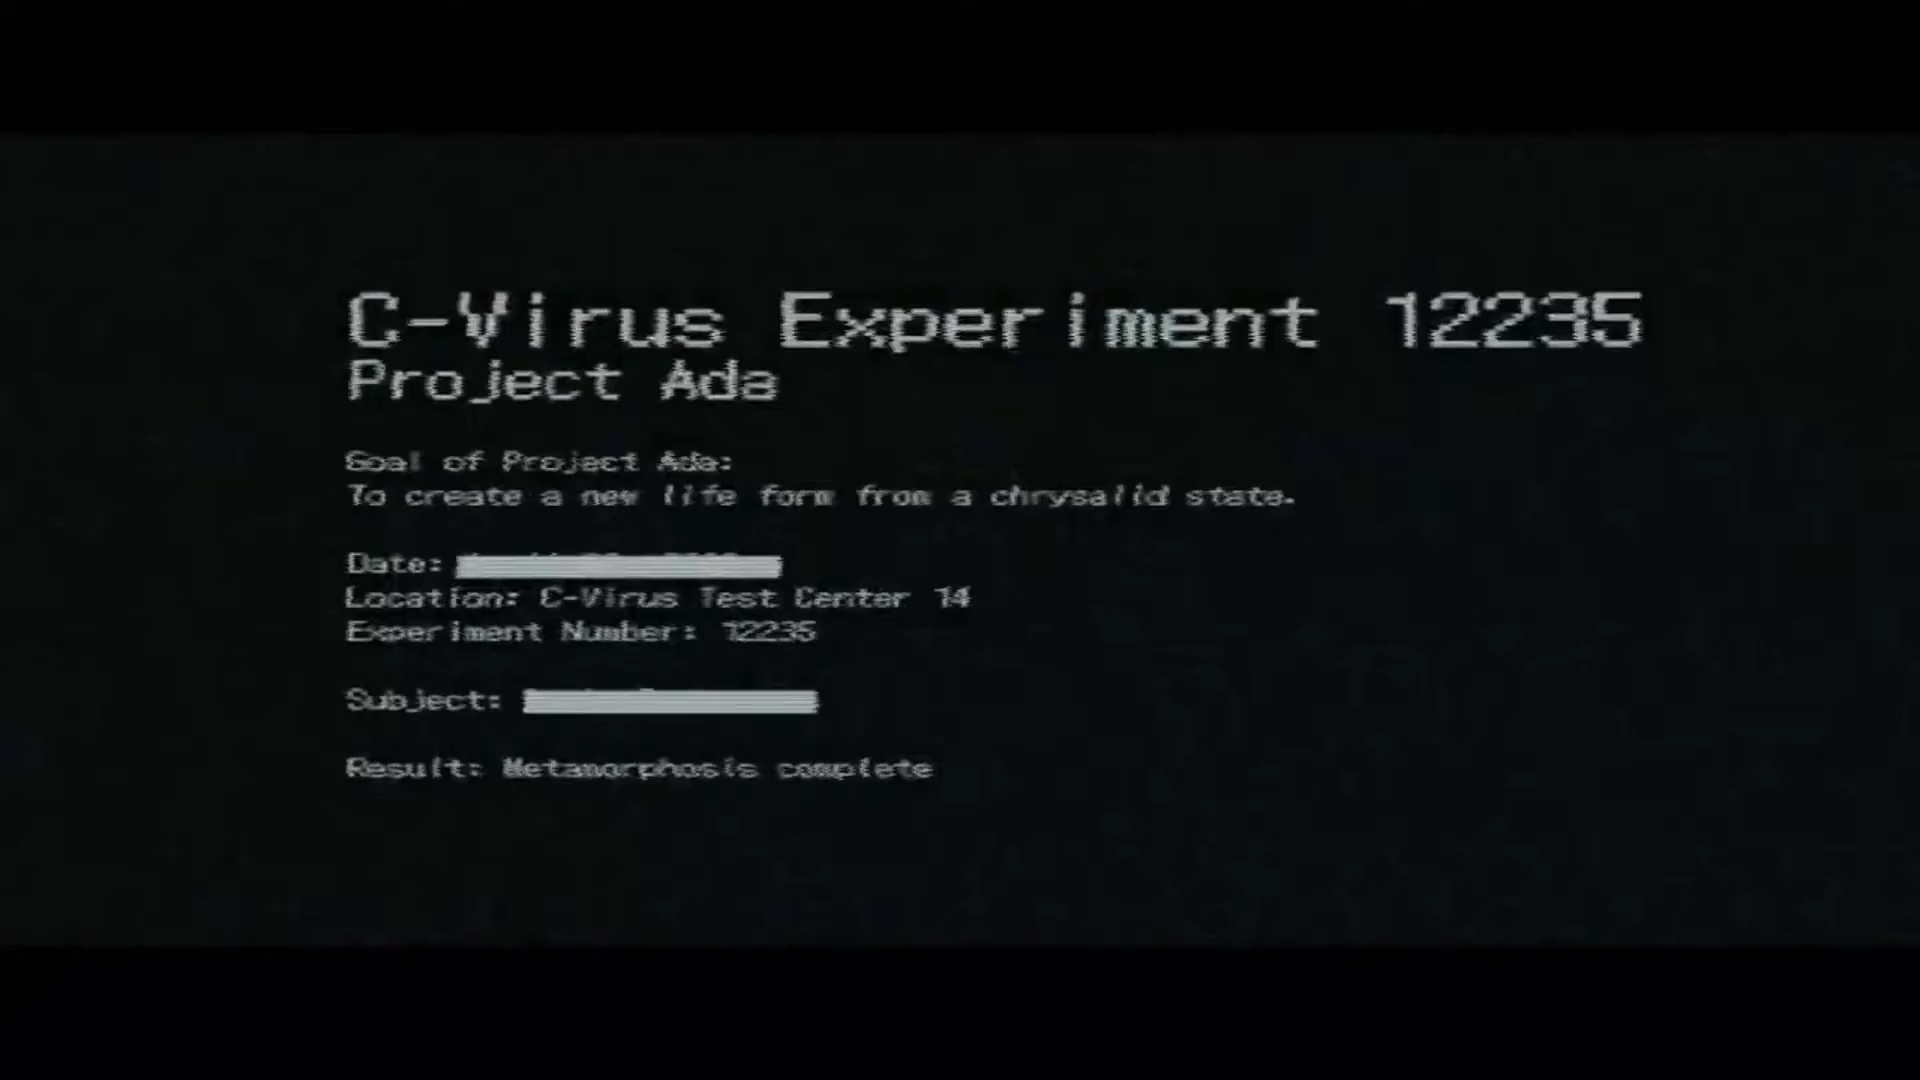 C-Virus Experiment 12235
Project Ada
Goal of Project Ada:
To create a new life form from a chrysalid state.
Date:
Location: C-Virus Test Center 14
Experiment Number: 12235
Subject:
Result: Metamorphosis complete